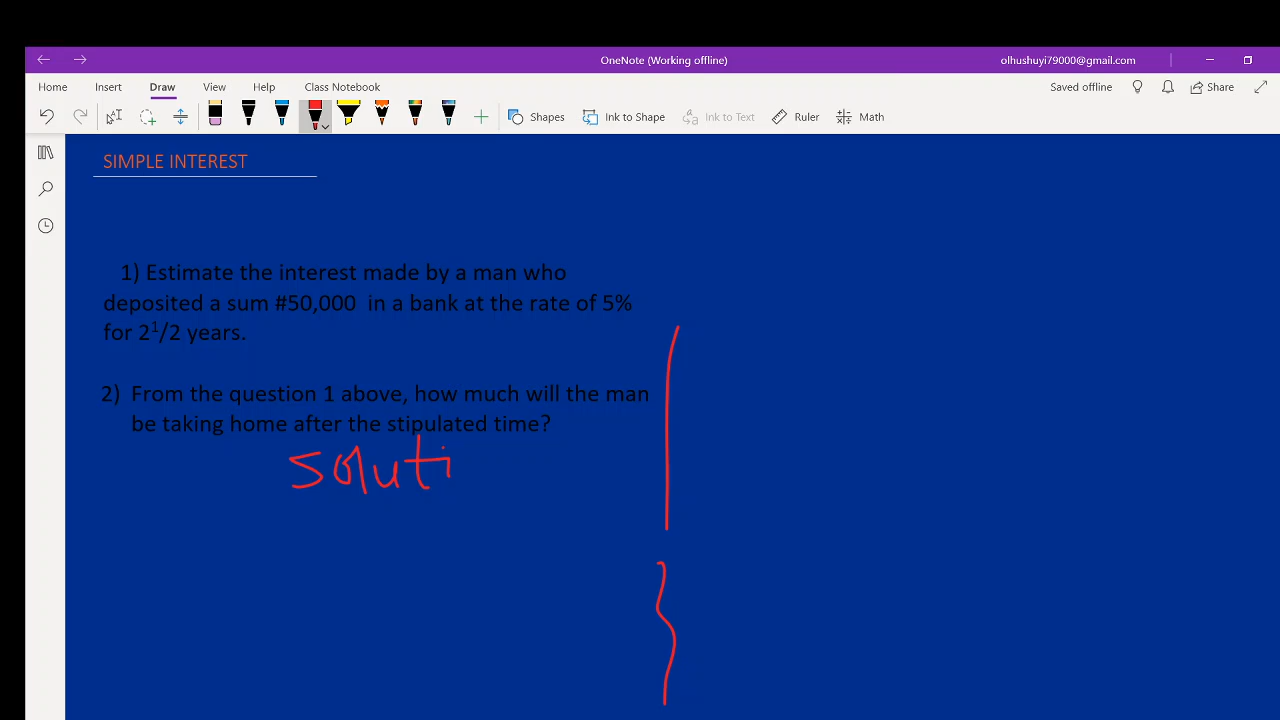 OneNote (Working offline)
olhushuyi79000@gmail.com
Home Insert Draw View Help Class Notebook
Saved offline
Share
Shapes Ink to Shape Ink to Text Ruler Math
SIMPLE INTEREST
1) Estimate the interest made by a man who
deposited a sum #50,000 in a bank at the rate of 5%
for 2¹/2 years.
2) From the question 1 above, how much will the man
be taking home after the stipulated time?
soluti